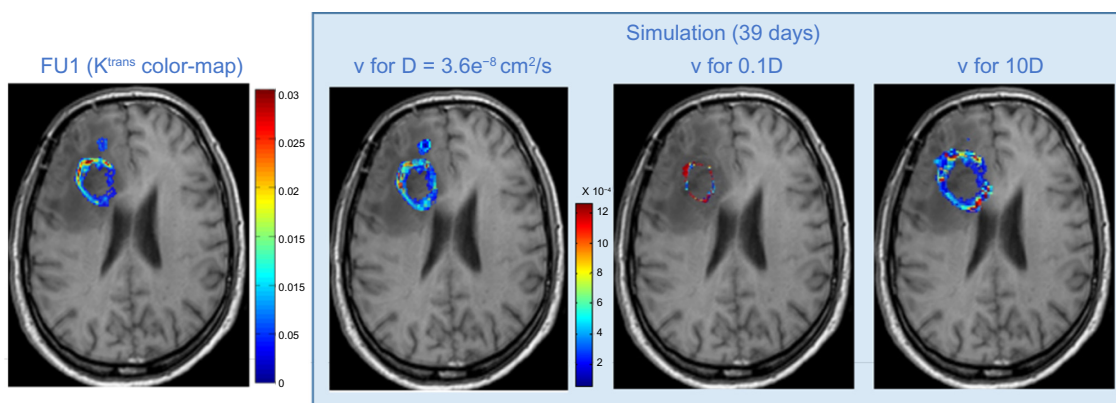 Simulation (39 days)
FU1 (Kᵗʳᵃⁿˢ color-map)
v for D = 3.6e⁻⁸ cm²/s
v for 0.1D
v for 10D
0.03
0.025
0.02
0.015
0.015
0.05
0
X 10⁻⁴
12
10
8
6
4
2